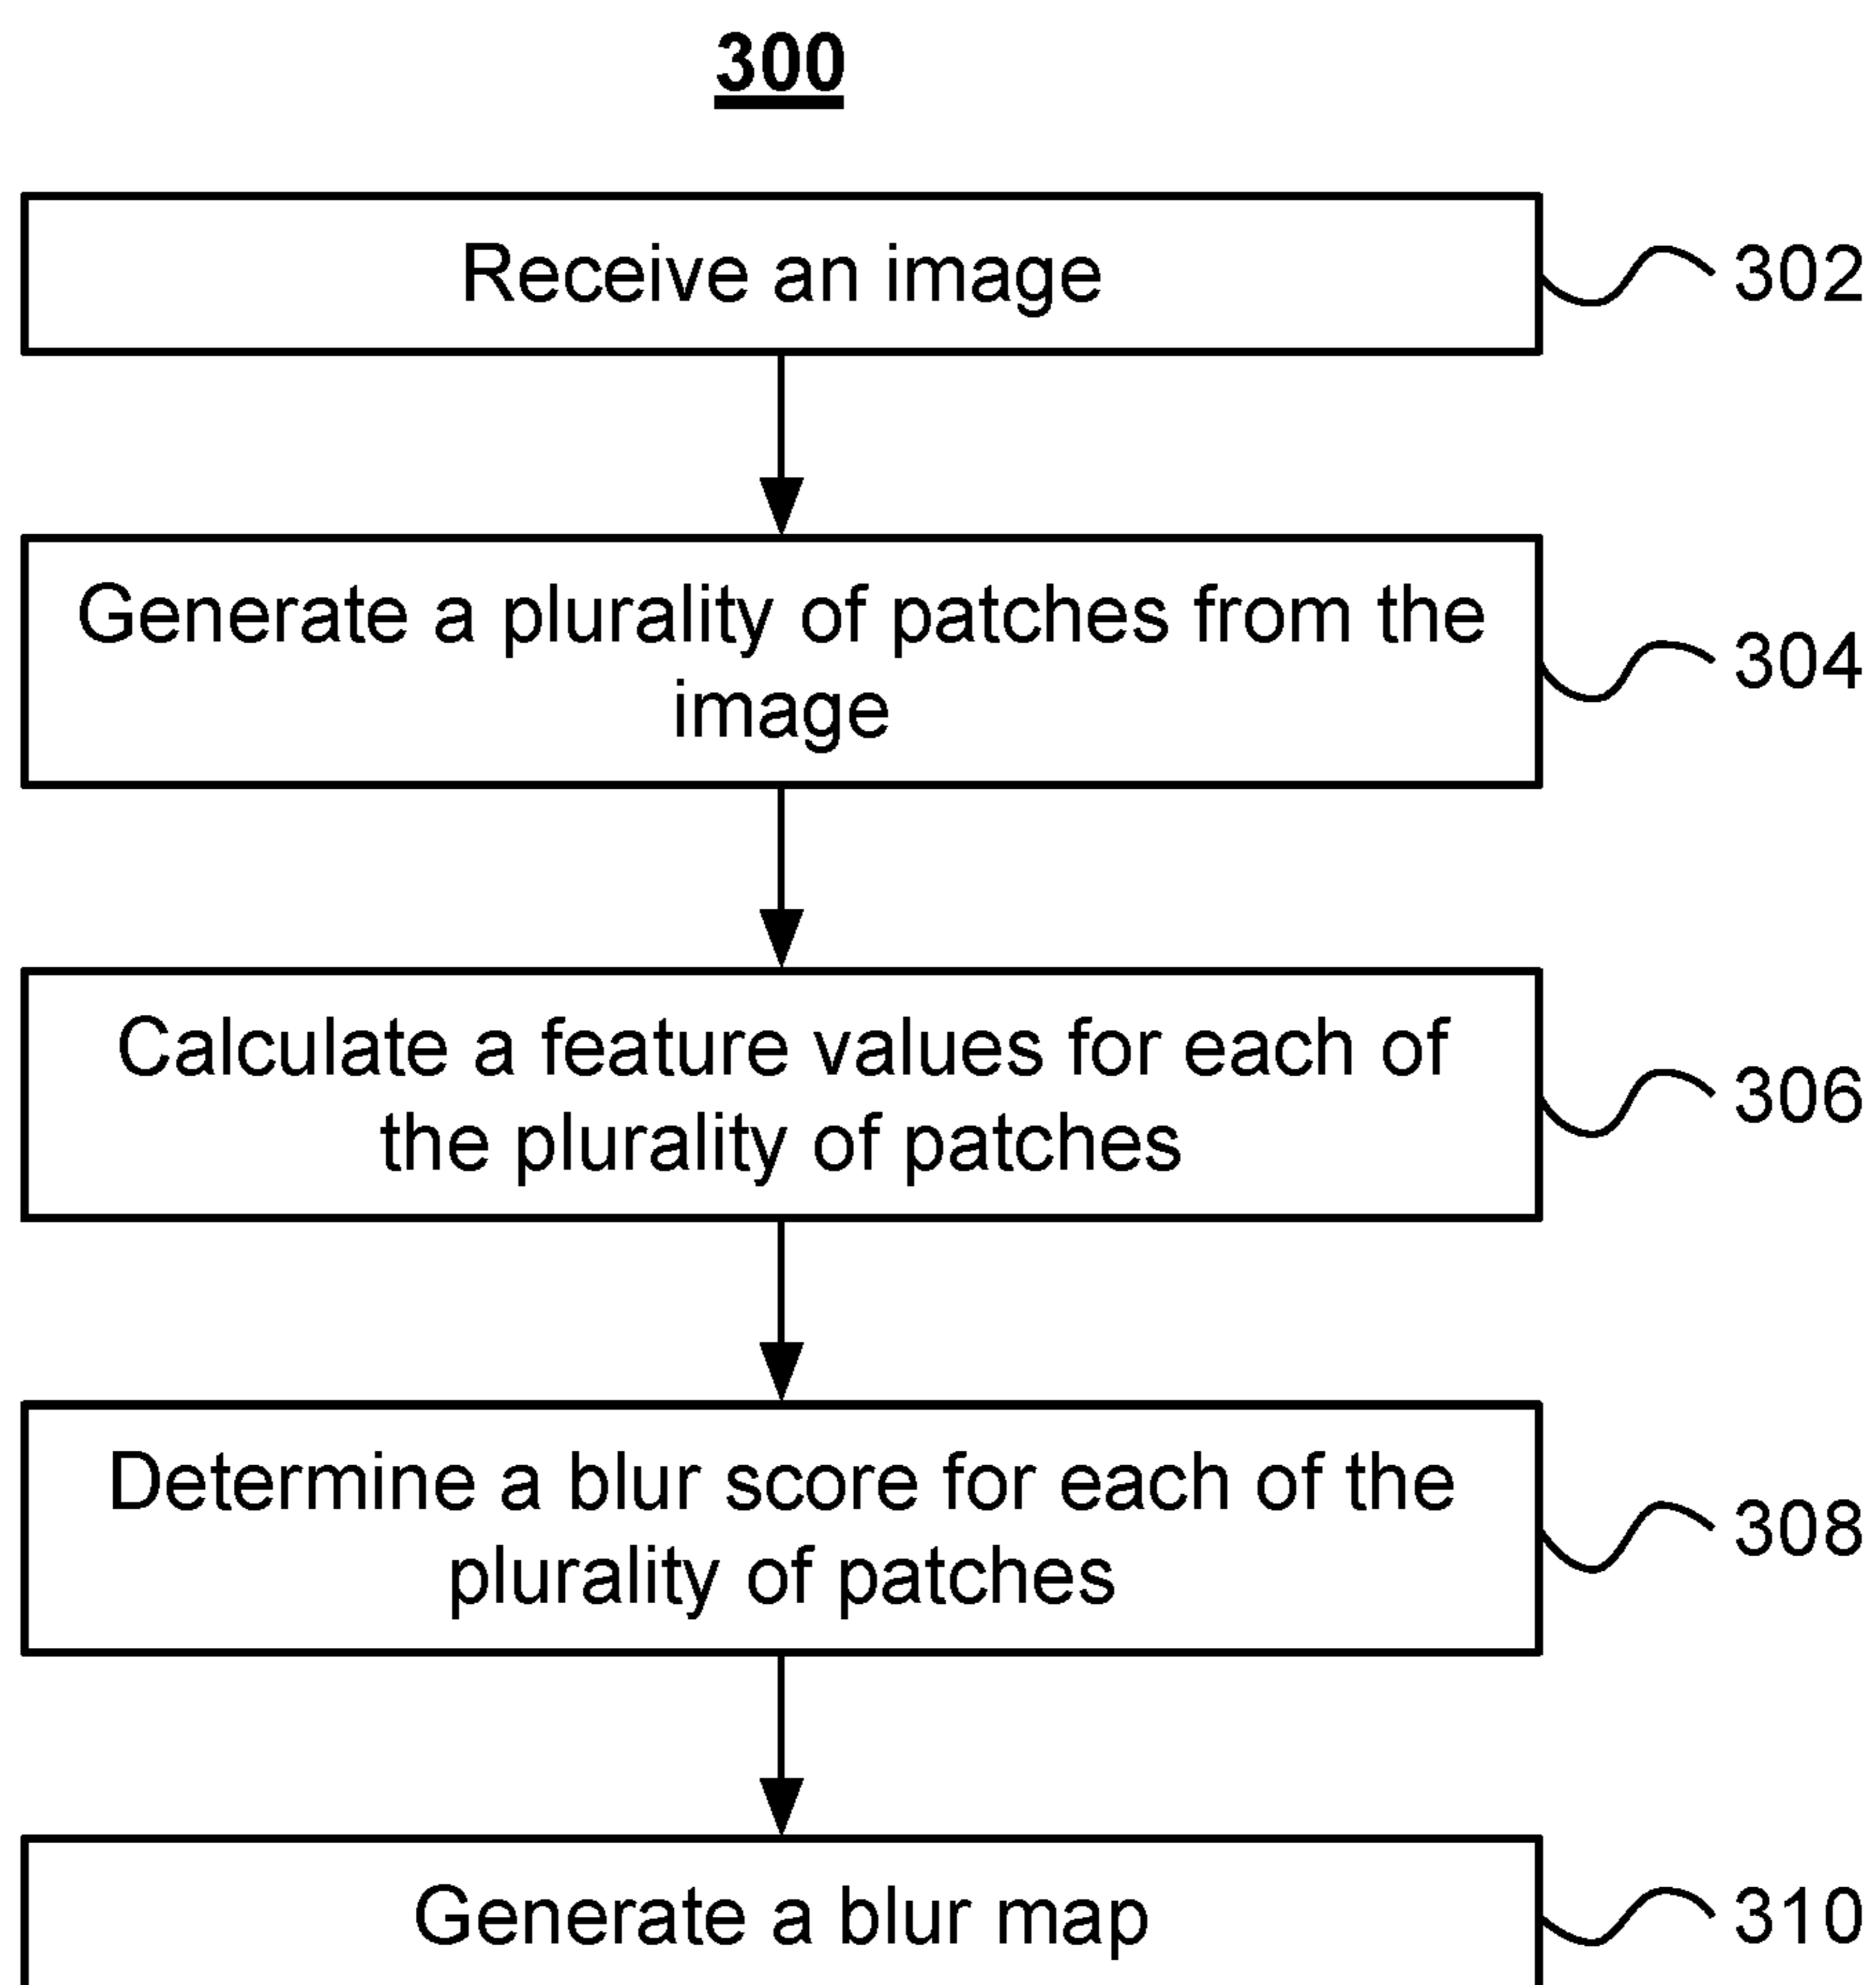 300
Receive an image
302
Generate a plurality of patches from the
image
304
Calculate a feature values for each of
the plurality of patches
306
Determine a blur score for each of the
plurality of patches
308
Generate a blur map
310